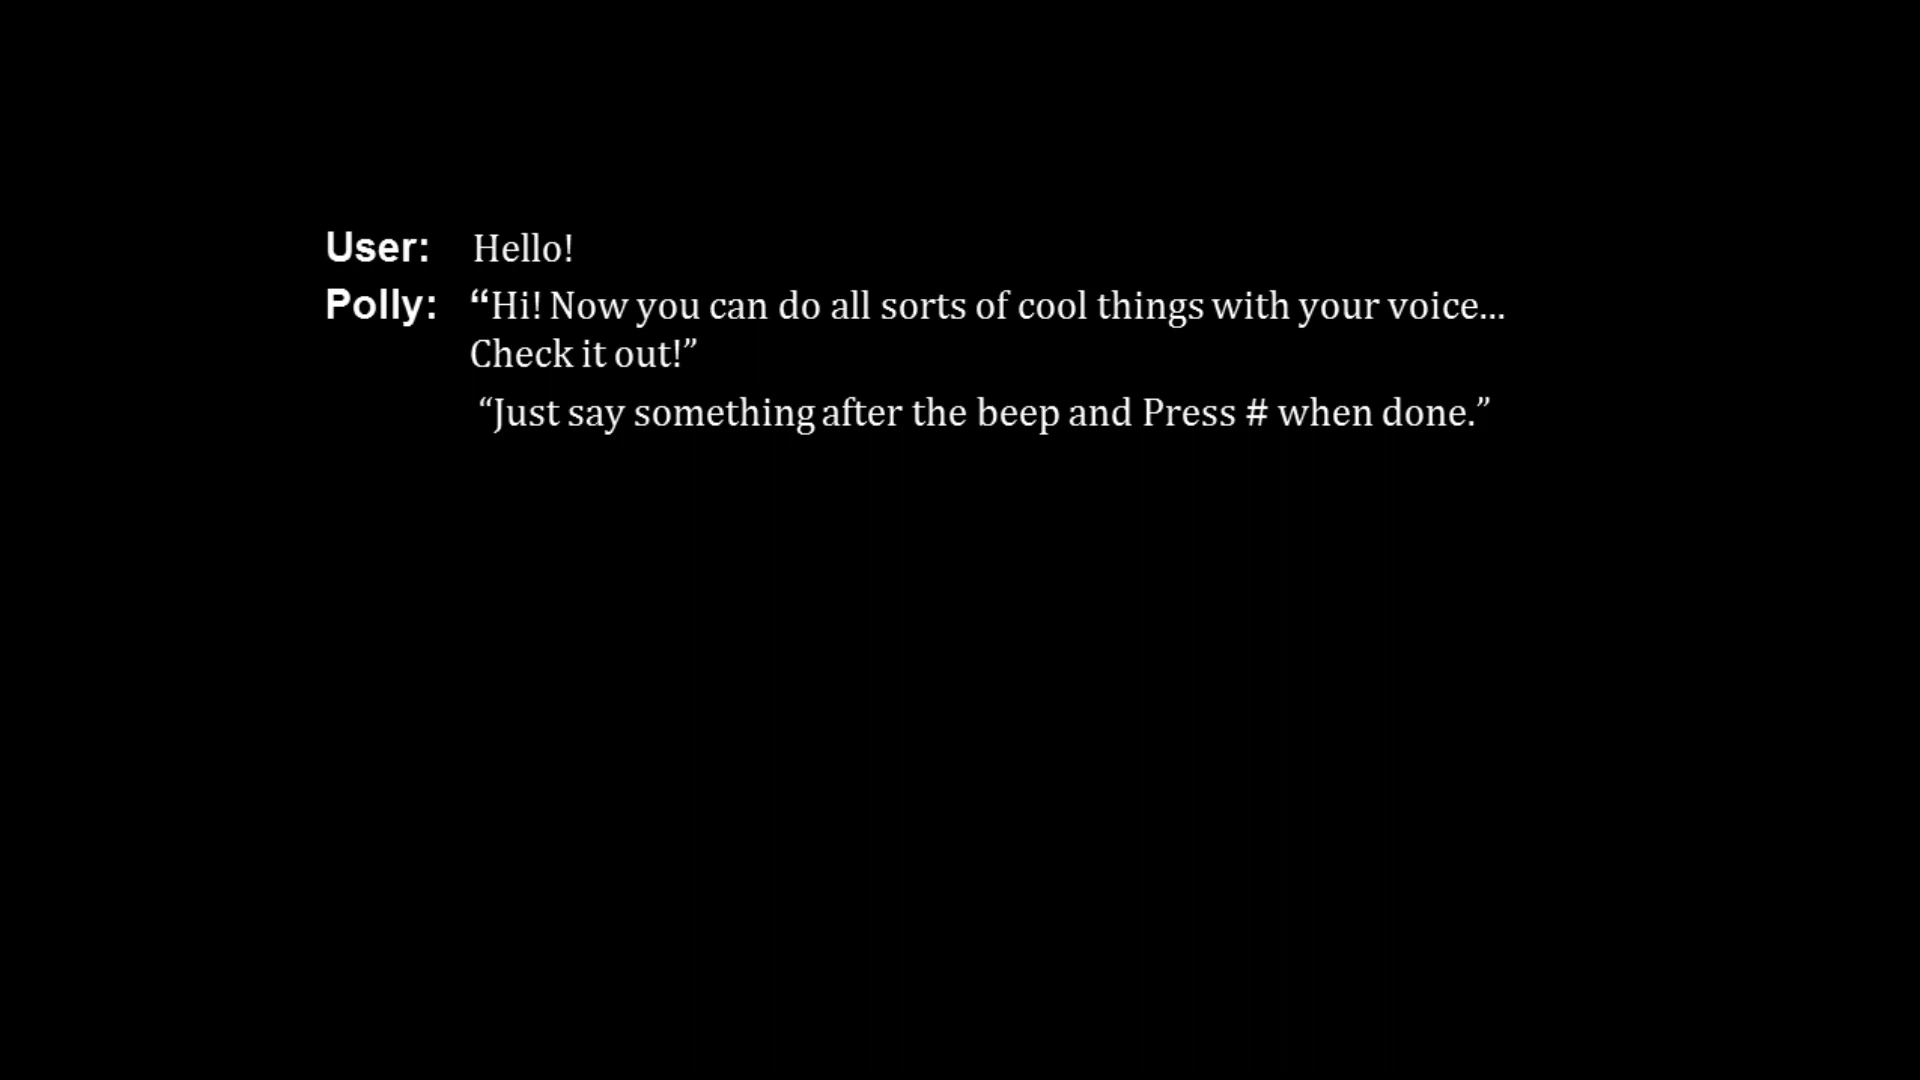 User: Hello!
Polly: “Hi! Now you can do all sorts of cool things with your voice...
Check it out!”
“Just say something after the beep and Press # when done.”